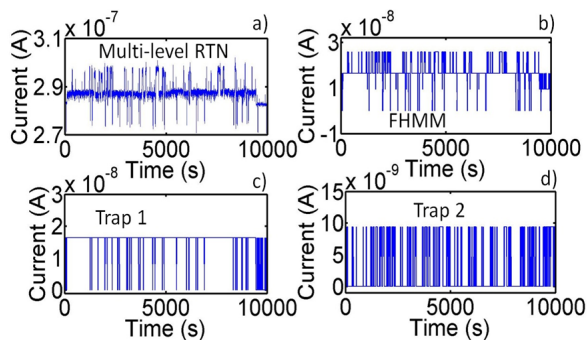 x 10⁻⁷
a)
3.1
Multi-level RTN
2.9
2.7
Current (A)
0
5000
10000
Time (s)
x 10⁻⁸
b)
3
1
-1
FHMM
Current (A)
0
5000
10000
Time (s)
x 10⁻⁸
c)
3
Trap 1
2
1
0
Current (A)
0
5000
10000
Time (s)
x 10⁻⁹
d)
15
Trap 2
10
5
0
Current (A)
0
5000
10000
Time (s)